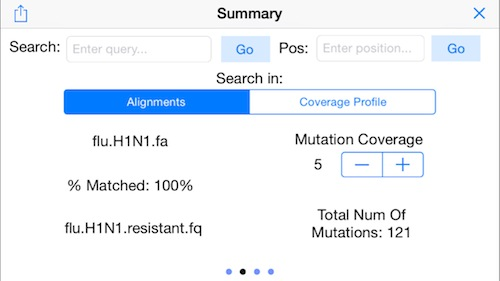 Summary
Search: Enter query... Go Pos: Enter position... Go
Search in:
Alignments Coverage Profile
flu.H1N1.fa
Mutation Coverage
5 − +
% Matched: 100%
flu.H1N1.resistant.fq
Total Num Of
Mutations: 121